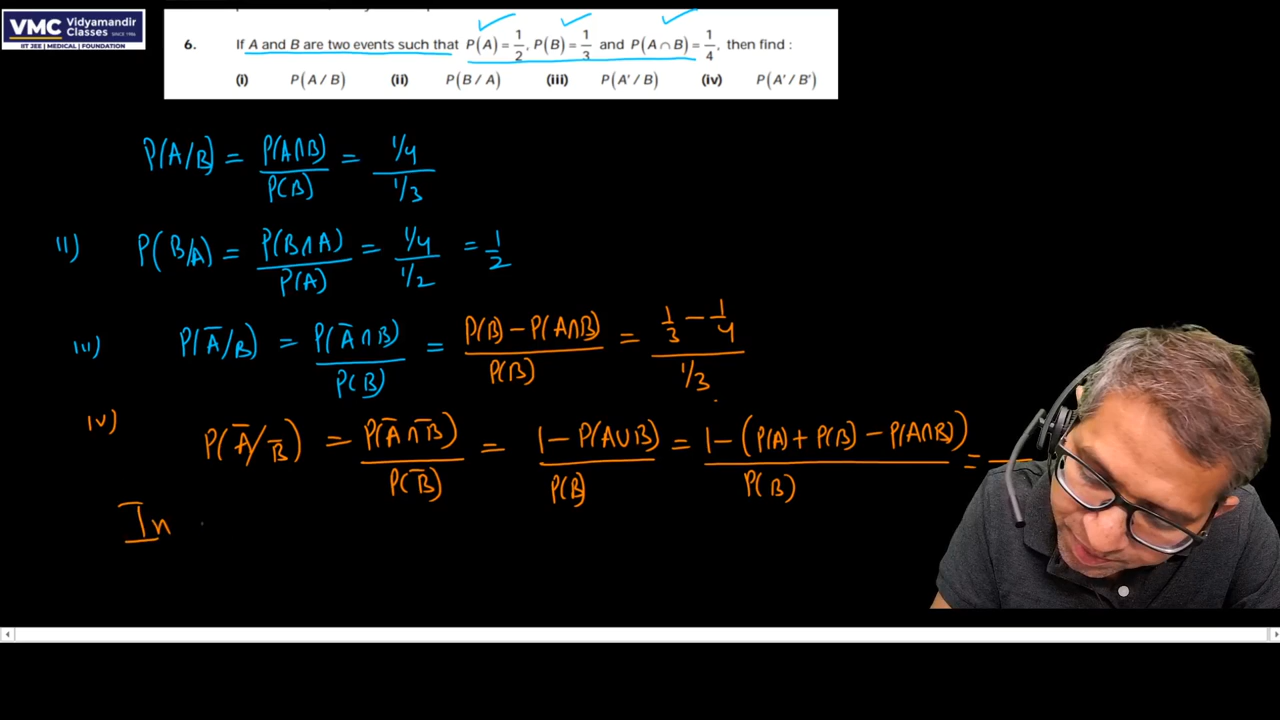 VMC Vidyamandir Classes SINCE 1986
IIT JEE | MEDICAL | FOUNDATION
6. If A and B are two events such that P(A) = 1/2, P(B) = 1/3 and P(A ∩ B) = 1/4, then find :
(i) P(A / B) (ii) P(B / A) (iii) P(A' / B) (iv) P(A' / B')
P(A/B) = P(A∩B)/P(B) = (1/4)/(1/3)
II) P(B/A) = P(B∩A)/P(A) = (1/4)/(1/2) = 1/2
III) P(A̅/B) = P(A̅∩B)/P(B) = (P(B) − P(A∩B))/P(B) = (1/3 − 1/4)/(1/3)
IV) P(A̅/B̅) = P(A̅∩B̅)/P(B̅) = (1 − P(A∪B))/P(B) = (1 − (P(A) + P(B) − P(A∩B)))/P(B) =
In